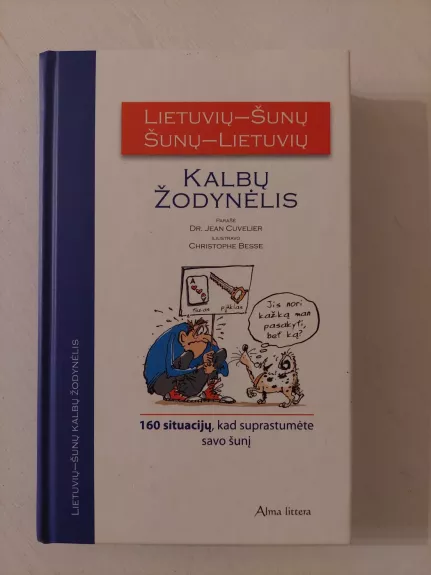 LIETUVIŲ–ŠUNŲ
ŠUNŲ–LIETUVIŲ
KALBŲ
ŽODYNĖLIS
PARAŠĖ
DR. JEAN CUVELIER
ILIUSTRAVO
CHRISTOPHE BESSE
pjūklas
Jis nori
kažką man
pasakyti,
bet ką?
160 situacijų, kad suprastumėte
savo šunį
Alma littera
LIETUVIŲ–ŠUNŲ KALBŲ ŽODYNĖLIS